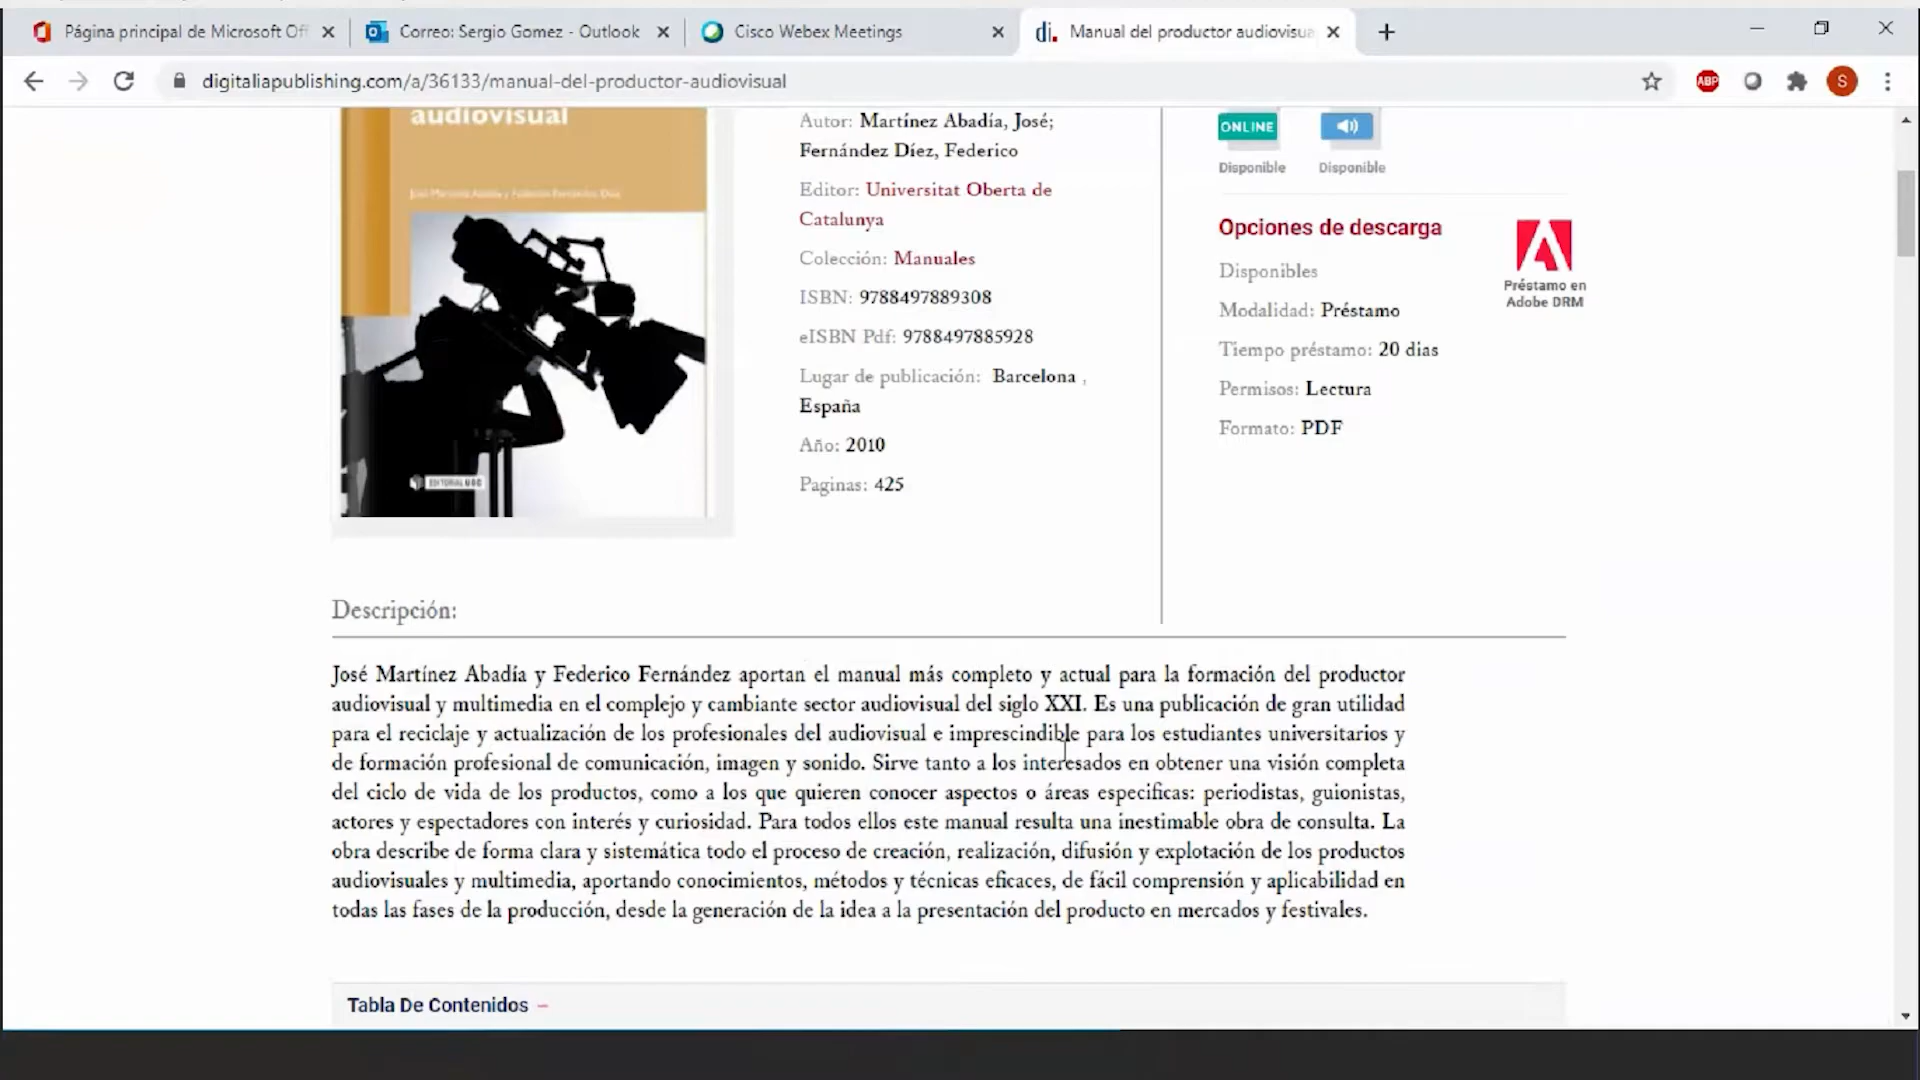 Página principal de Microsoft Off
Correo: Sergio Gomez - Outlook
Cisco Webex Meetings
di. Manual del productor audiovisua
digitaliapublishing.com/a/36133/manual-del-productor-audiovisual
ABP
S
audiovisual
José Martínez Abadía y Federico Fernández Díez
EDITORIAL UOC
Autor: Martínez Abadía, José;
Fernández Díez, Federico
Editor: Universitat Oberta de
Catalunya
Colección: Manuales
ISBN: 9788497889308
eISBN Pdf: 9788497885928
Lugar de publicación: Barcelona ,
España
Año: 2010
Paginas: 425
ONLINE
Disponible
Disponible
Opciones de descarga
Disponibles
Modalidad: Préstamo
Tiempo préstamo: 20 dias
Permisos: Lectura
Formato: PDF
Préstamo en
Adobe DRM
Descripción:
José Martínez Abadía y Federico Fernández aportan el manual más completo y actual para la formación del productor
audiovisual y multimedia en el complejo y cambiante sector audiovisual del siglo XXI. Es una publicación de gran utilidad
para el reciclaje y actualización de los profesionales del audiovisual e imprescindible para los estudiantes universitarios y
de formación profesional de comunicación, imagen y sonido. Sirve tanto a los interesados en obtener una visión completa
del ciclo de vida de los productos, como a los que quieren conocer aspectos o áreas especificas: periodistas, guionistas,
actores y espectadores con interés y curiosidad. Para todos ellos este manual resulta una inestimable obra de consulta. La
obra describe de forma clara y sistemática todo el proceso de creación, realización, difusión y explotación de los productos
audiovisuales y multimedia, aportando conocimientos, métodos y técnicas eficaces, de fácil comprensión y aplicabilidad en
todas las fases de la producción, desde la generación de la idea a la presentación del producto en mercados y festivales.
Tabla De Contenidos –